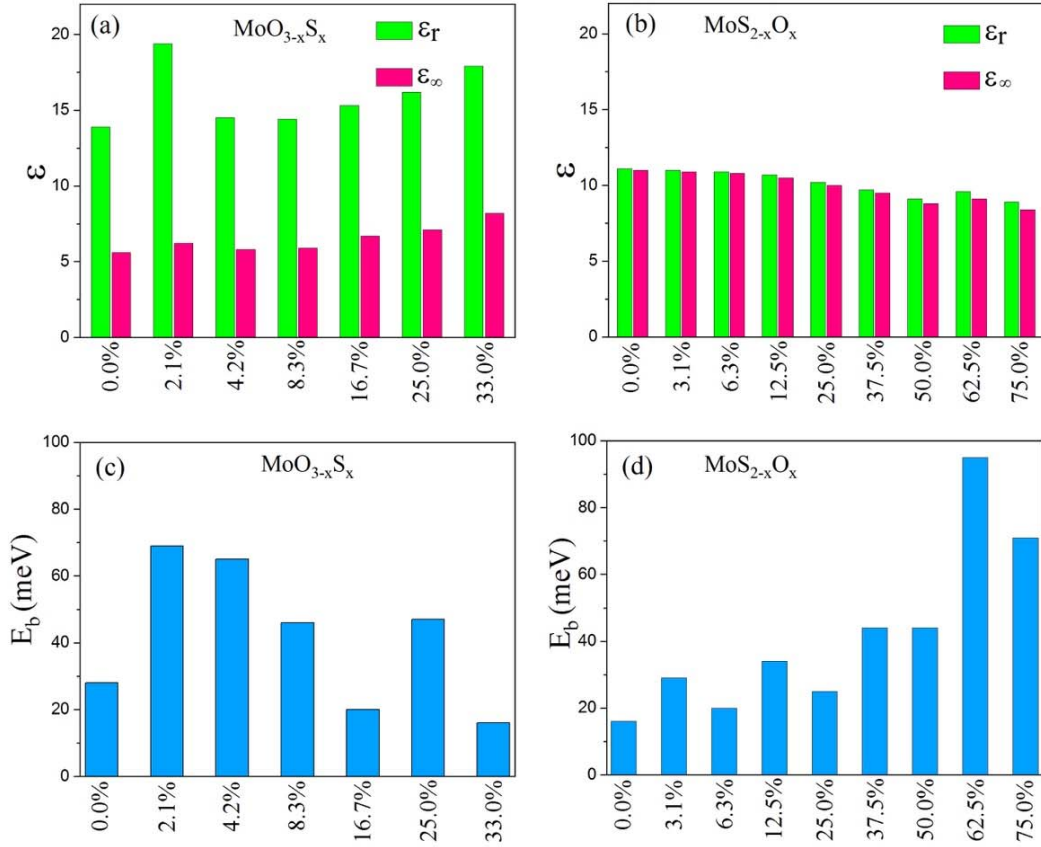 (a) MoO₃₋ₓSₓ
εr
ε∞
ε
20
15
10
5
0
0.0% 2.1% 4.2% 8.3% 16.7% 25.0% 33.0%
(b) MoS₂₋ₓOₓ
εr
ε∞
ε
20
15
10
5
0
0.0% 3.1% 6.3% 12.5% 25.0% 37.5% 50.0% 62.5% 75.0%
(c) MoO₃₋ₓSₓ
E_b (meV)
100
80
60
40
20
0
0.0% 2.1% 4.2% 8.3% 16.7% 25.0% 33.0%
(d) MoS₂₋ₓOₓ
E_b (meV)
100
80
60
40
20
0
0.0% 3.1% 6.3% 12.5% 25.0% 37.5% 50.0% 62.5% 75.0%